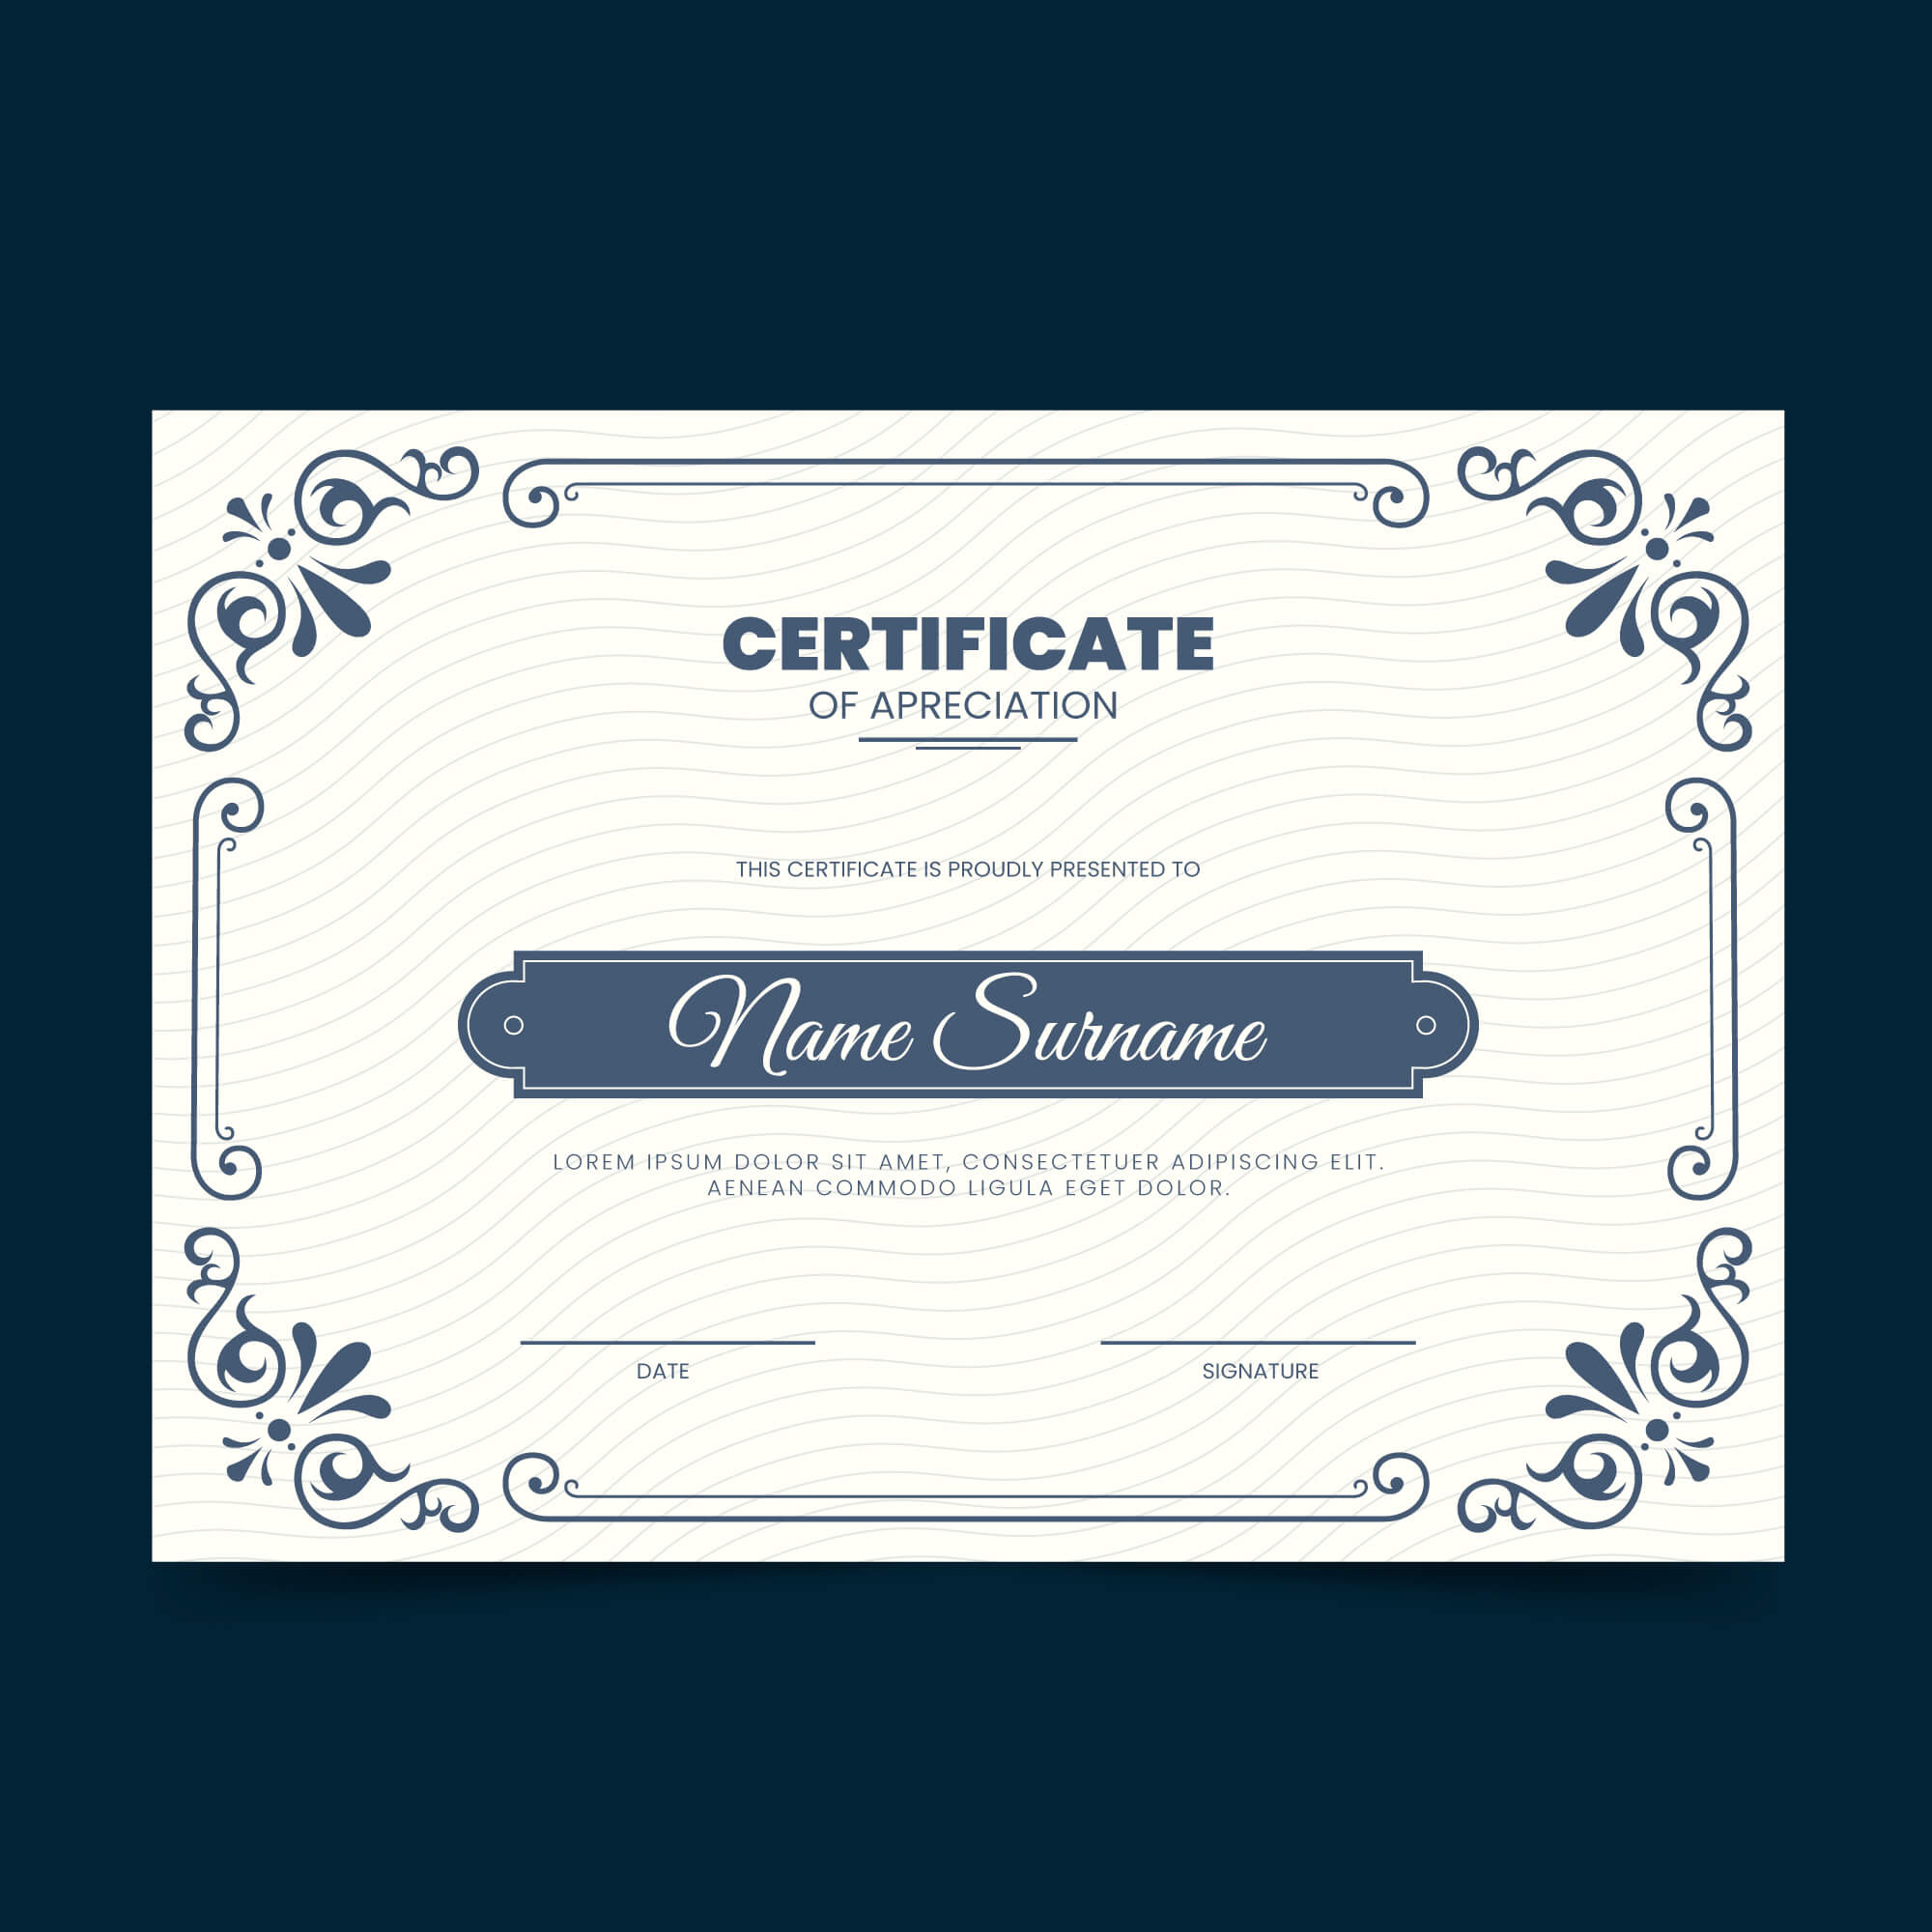 CERTIFICATE
OF APRECIATION
THIS CERTIFICATE IS PROUDLY PRESENTED TO
Name Surname
LOREM IPSUM DOLOR SIT AMET, CONSECTETUER ADIPISCING ELIT.
AENEAN COMMODO LIGULA EGET DOLOR.
DATE
SIGNATURE